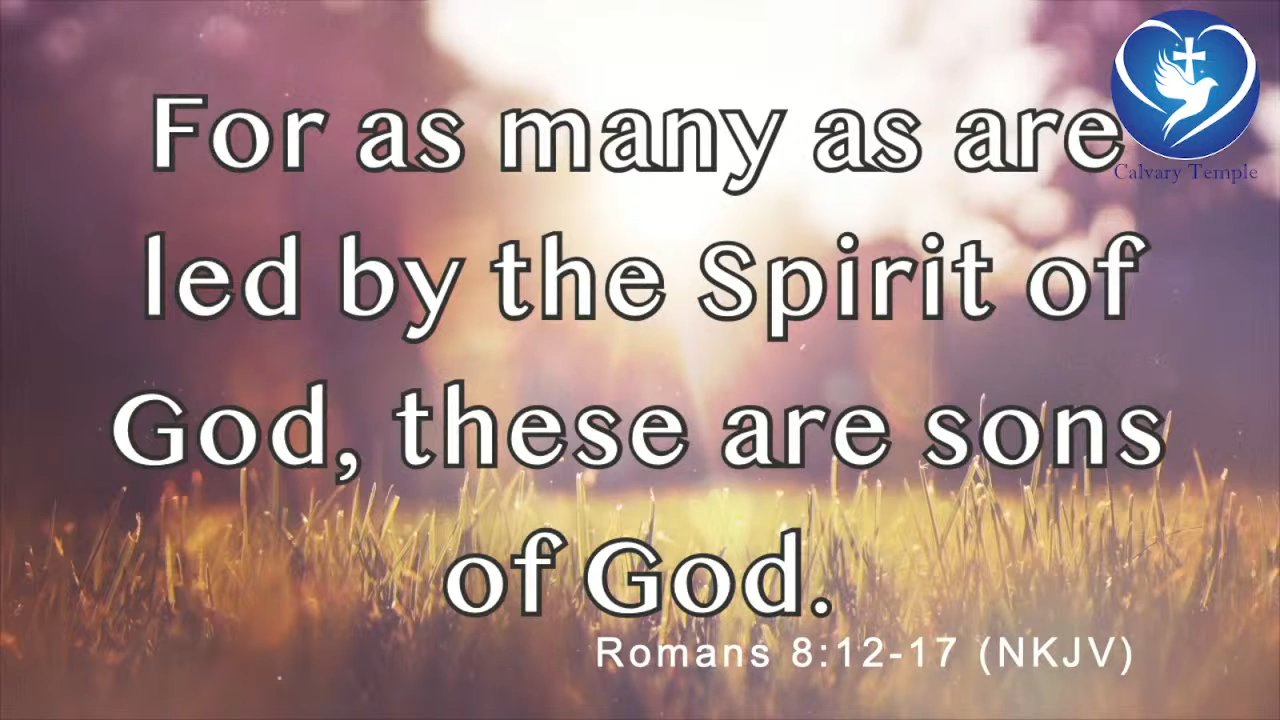 For as many as are
led by the Spirit of
God, these are sons
of God.
Romans 8:12-17 (NKJV)
Calvary Temple